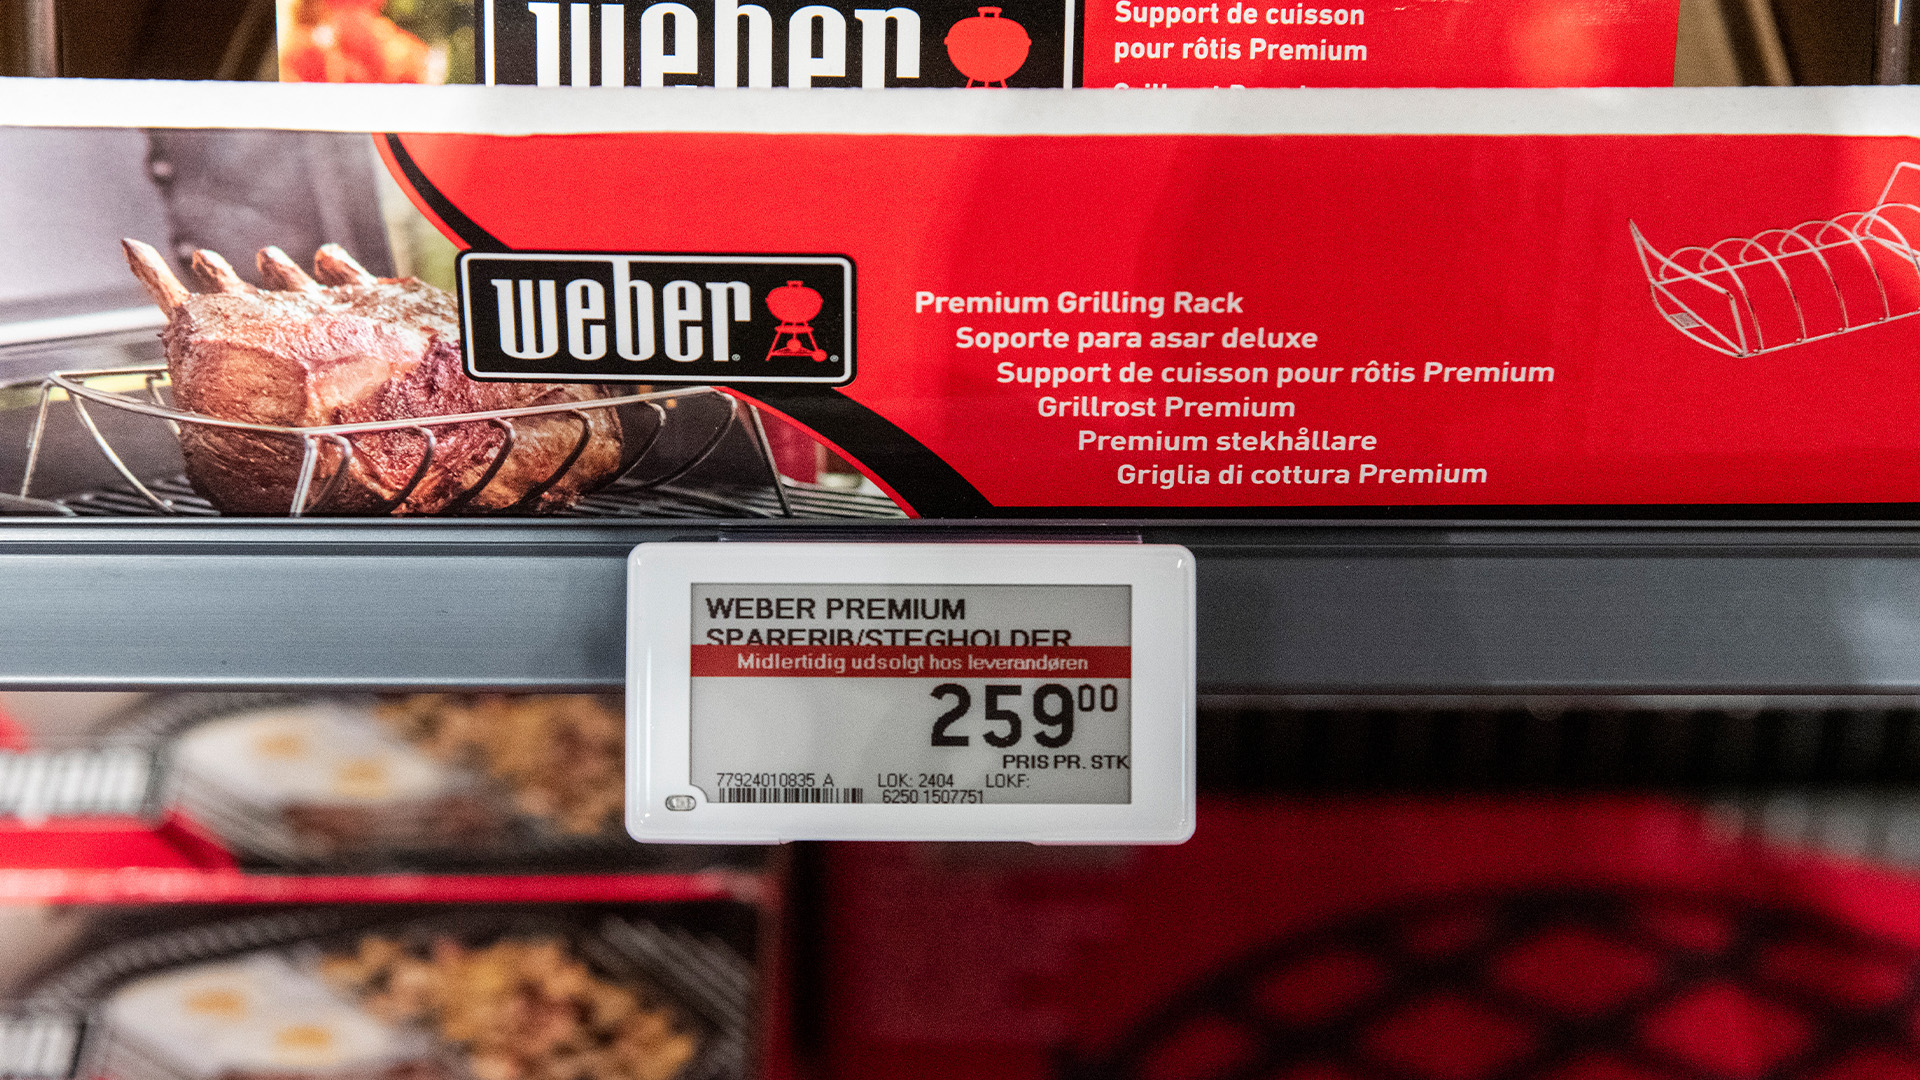 weber
Support de cuisson
pour rôtis Premium
weber
Premium Grilling Rack
Soporte para asar deluxe
Support de cuisson pour rôtis Premium
Grillrost Premium
Premium stekhållare
Griglia di cottura Premium
WEBER PREMIUM
SPARERIB/STEGHOLDER
Midlertidig udsolgt hos leverandøren
259 00
PRIS PR. STK
77924010835 A LOK: 2404 LOKF:
6250 1507751